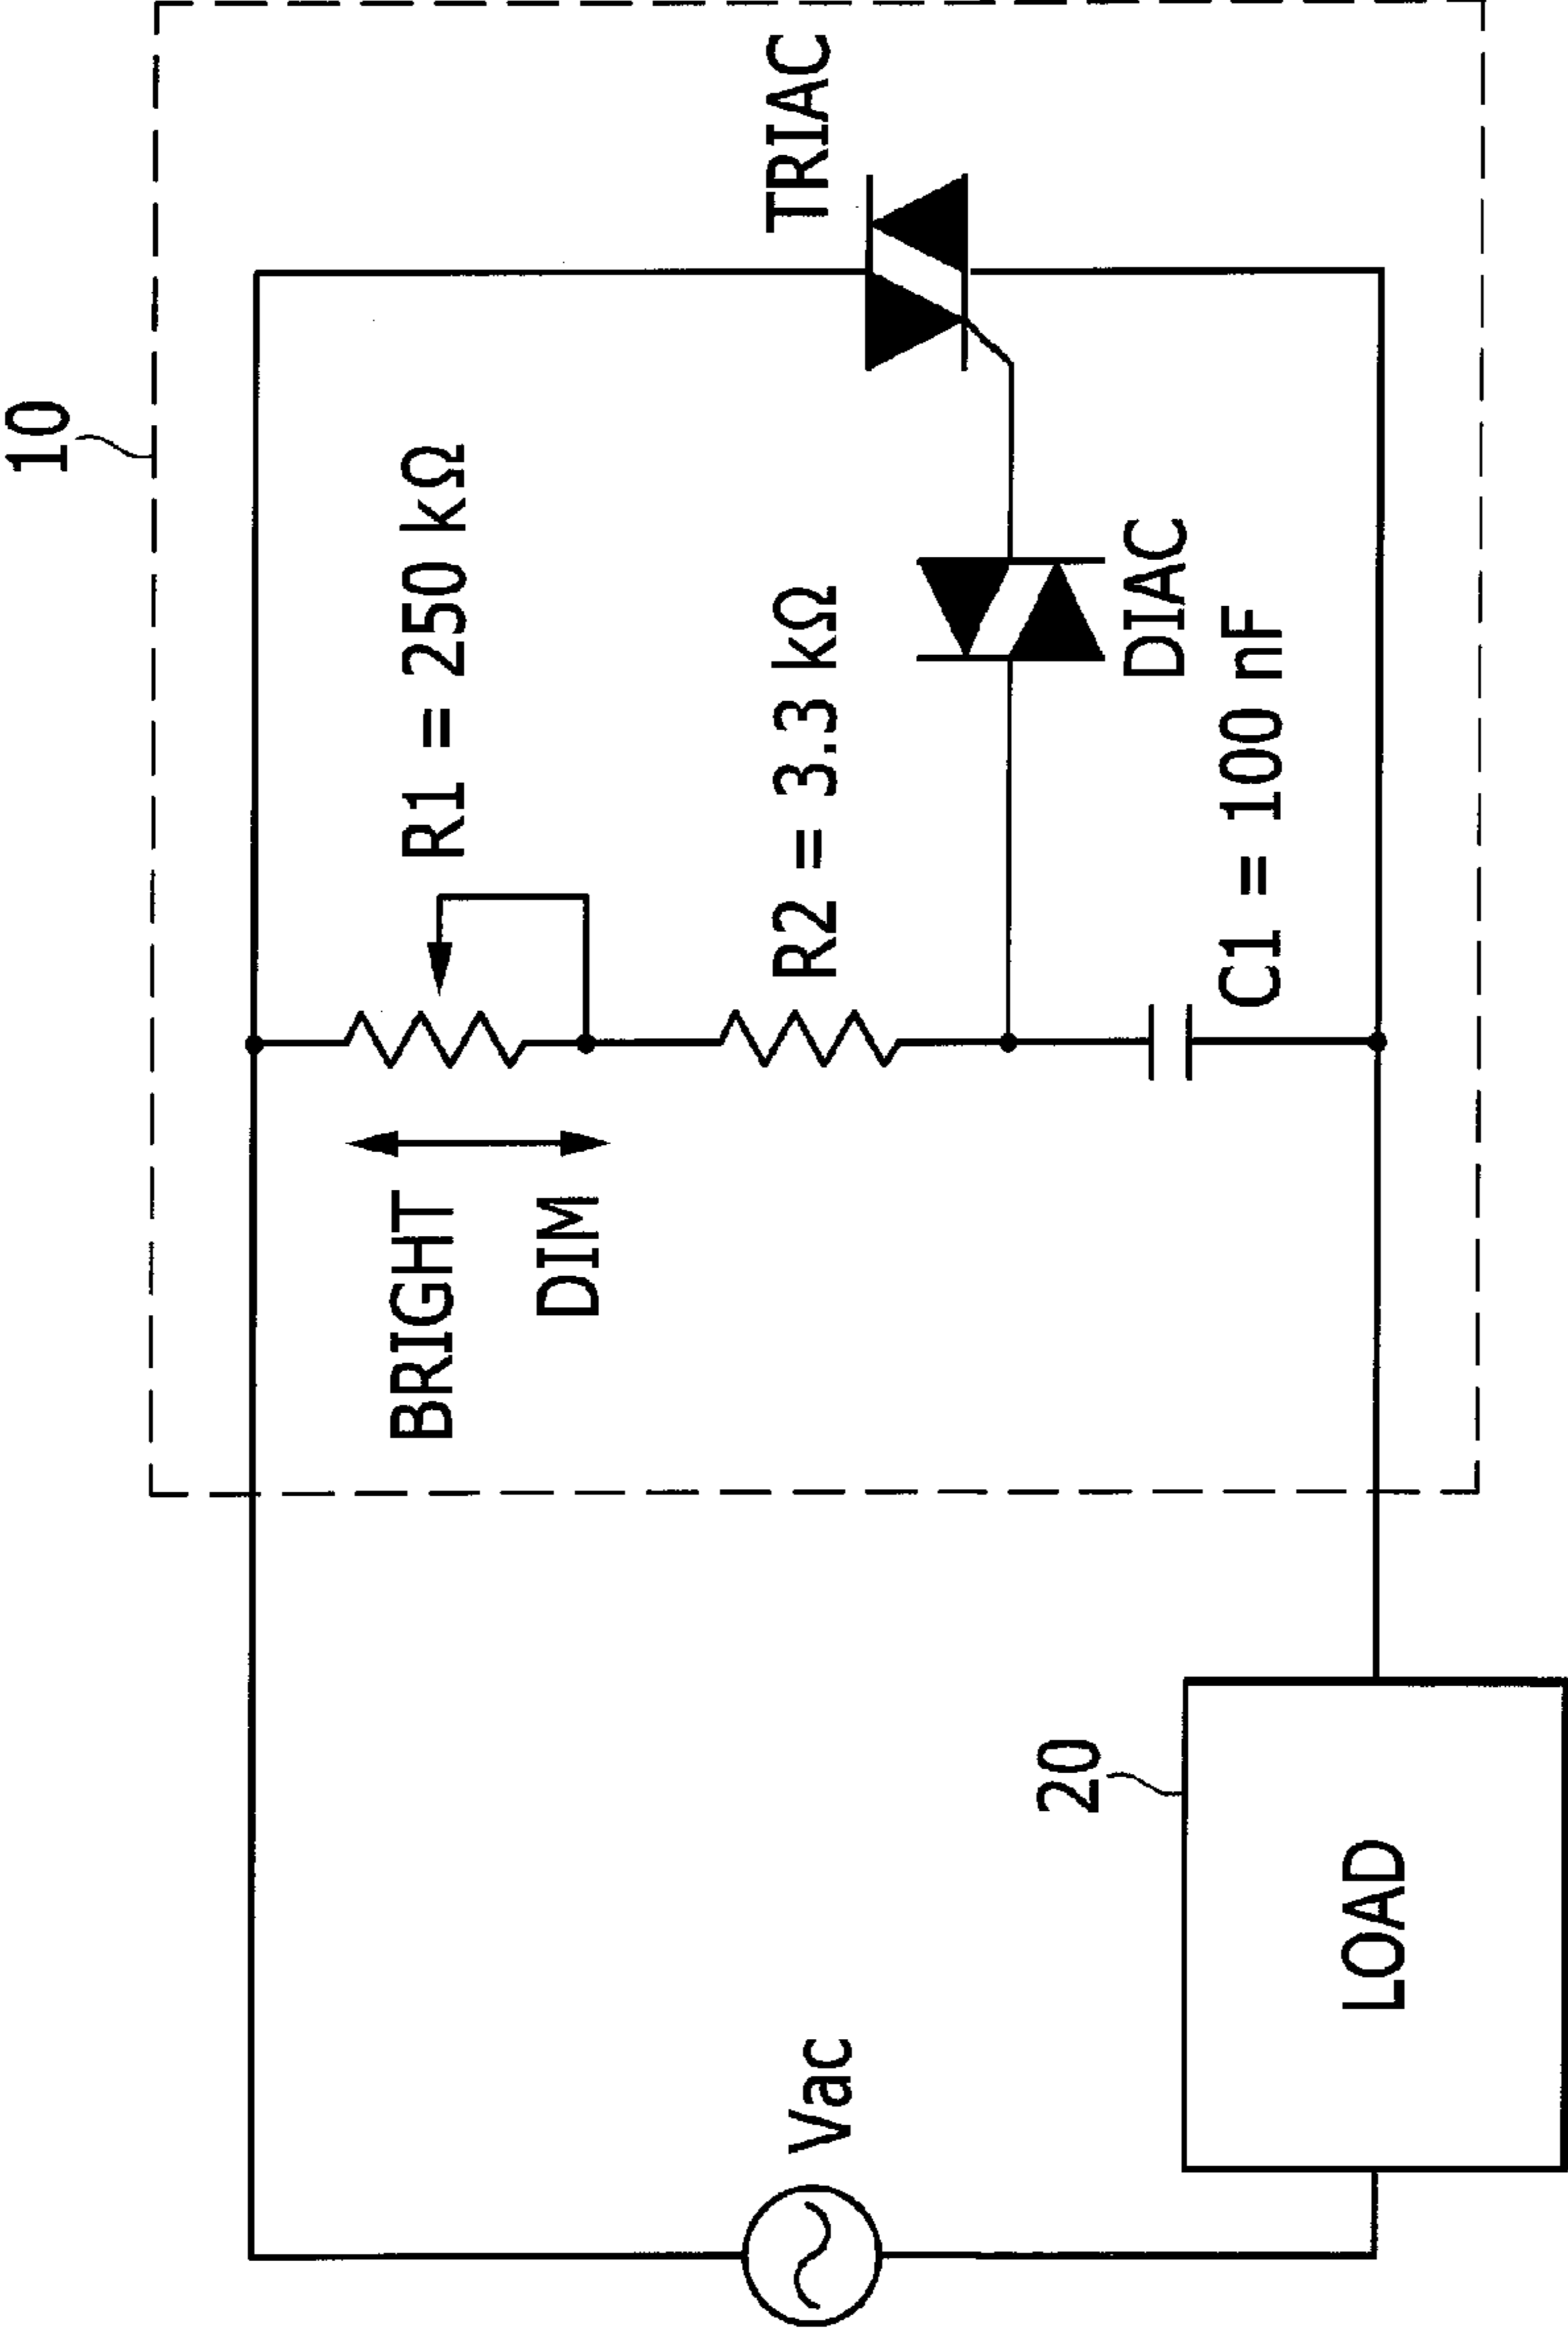 10
TRIAC
R1 = 250 kΩ
BRIGHT
DIM
R2 = 3.3 kΩ
DIAC
C1 = 100 nF
Vac
20
LOAD